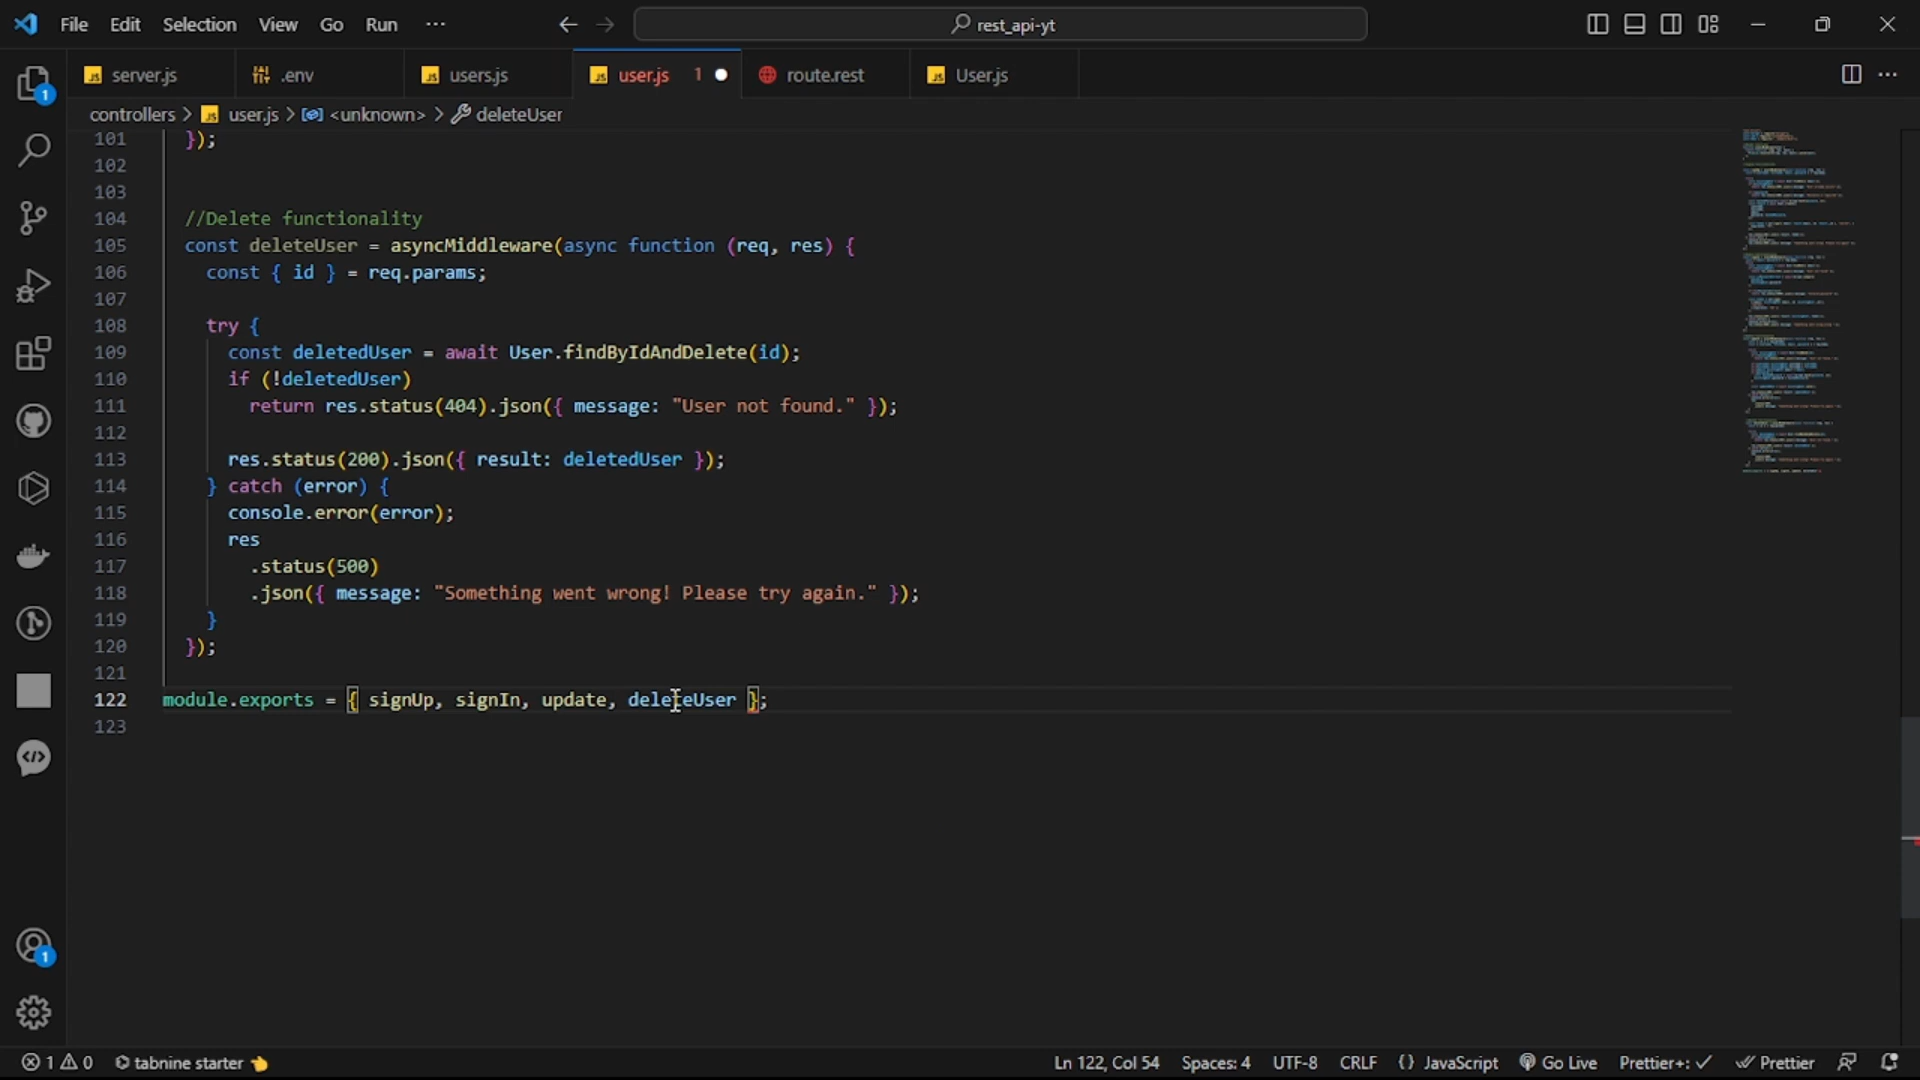 File Edit Selection View Go Run ··· rest_api-yt
server.js .env users.js user.js 1 route.rest User.js
controllers > user.js > <unknown> > deleteUser
101 });
102
103
104 //Delete functionality
105 const deleteUser = asyncMiddleware(async function (req, res) {
106 const { id } = req.params;
107
108 try {
109 const deletedUser = await User.findByIdAndDelete(id);
110 if (!deletedUser)
111 return res.status(404).json({ message: "User not found." });
112
113 res.status(200).json({ result: deletedUser });
114 } catch (error) {
115 console.error(error);
116 res
117 .status(500)
118 .json({ message: "Something went wrong! Please try again." });
119 }
120 });
121
122 module.exports = { signUp, signIn, update, deleteUser };
123
1
1
1 0 tabnine starter Ln 122, Col 54 Spaces: 4 UTF-8 CRLF {} JavaScript Go Live Prettier+: ✓ Prettier